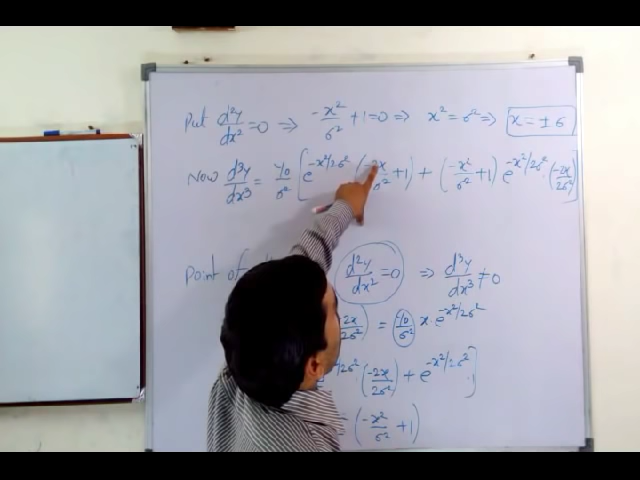 Put d²y/dx² = 0 ⇒ -x²/σ² + 1 = 0 ⇒ x² = σ² ⇒ x = ± σ
Now d³y/dx³ = y₀/σ² [ e^(-x²/2σ²) (-2x/σ² + 1) + (-x²/σ² + 1) e^(-x²/2σ²) · (-2x/2σ²) ]
Point of d²y/dx² = 0 ⇒ d³y/dx³ ≠ 0
2x/2σ²) = y₀/σ² x · e^(-x²/2σ²)
(-2x/2σ²) + e^(-x²/2σ²) · ]
= (-x²/σ² + 1)